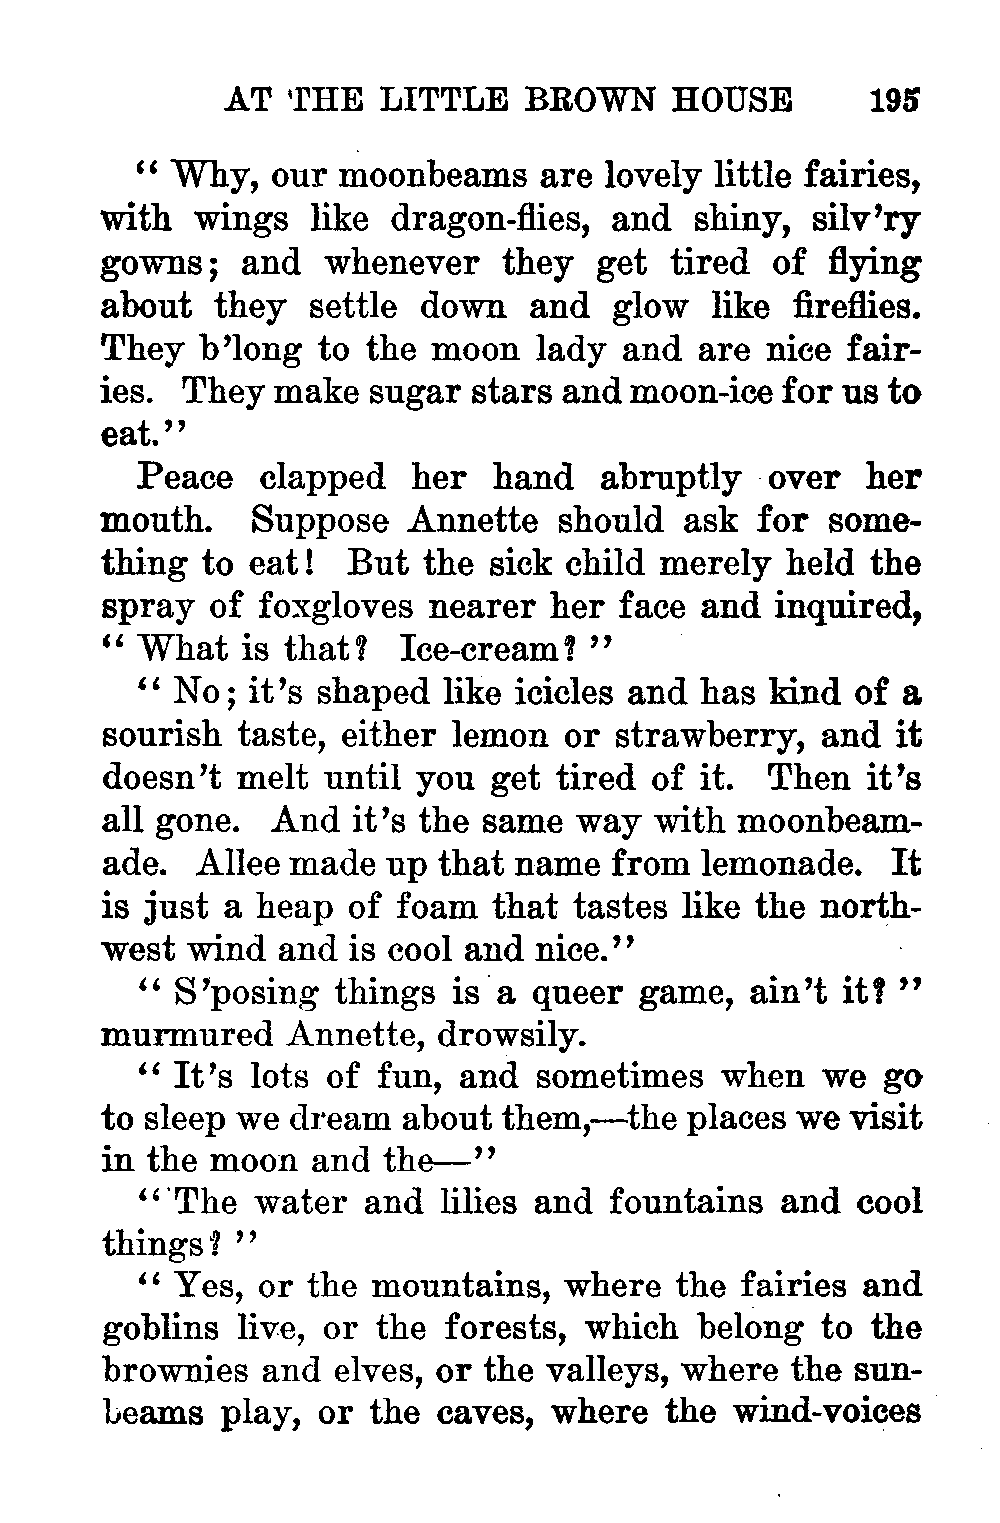 AT THE LITTLE BROWN HOUSE 195
“ Why, our moonbeams are lovely little fairies,
with wings like dragon-flies, and shiny, silv’ry
gowns; and whenever they get tired of flying
about they settle down and glow like fireflies.
They b’long to the moon lady and are nice fair-
ies. They make sugar stars and moon-ice for us to
eat.”
Peace clapped her hand abruptly over her
mouth. Suppose Annette should ask for some-
thing to eat! But the sick child merely held the
spray of foxgloves nearer her face and inquired,
“ What is that? Ice-cream? ”
“ No; it’s shaped like icicles and has kind of a
sourish taste, either lemon or strawberry, and it
doesn’t melt until you get tired of it. Then it’s
all gone. And it’s the same way with moonbeam-
ade. Allee made up that name from lemonade. It
is just a heap of foam that tastes like the north-
west wind and is cool and nice.”
“ S’posing things is a queer game, ain’t it? ”
murmured Annette, drowsily.
“ It’s lots of fun, and sometimes when we go
to sleep we dream about them,—the places we visit
in the moon and the—”
“ The water and lilies and fountains and cool
things? ”
“ Yes, or the mountains, where the fairies and
goblins live, or the forests, which belong to the
brownies and elves, or the valleys, where the sun-
beams play, or the caves, where the wind-voices